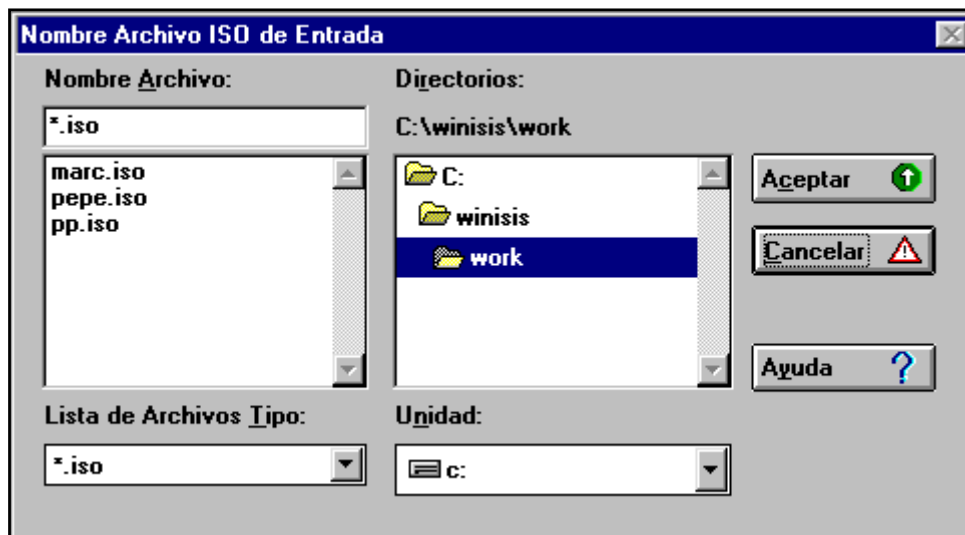 Nombre Archivo ISO de Entrada
Nombre Archivo:
*.iso
marc.iso
pepe.iso
pp.iso
Lista de Archivos Tipo:
*.iso
Directorios:
C:\winisis\work
C:
winisis
work
Unidad:
c:
Aceptar
Cancelar
Ayuda